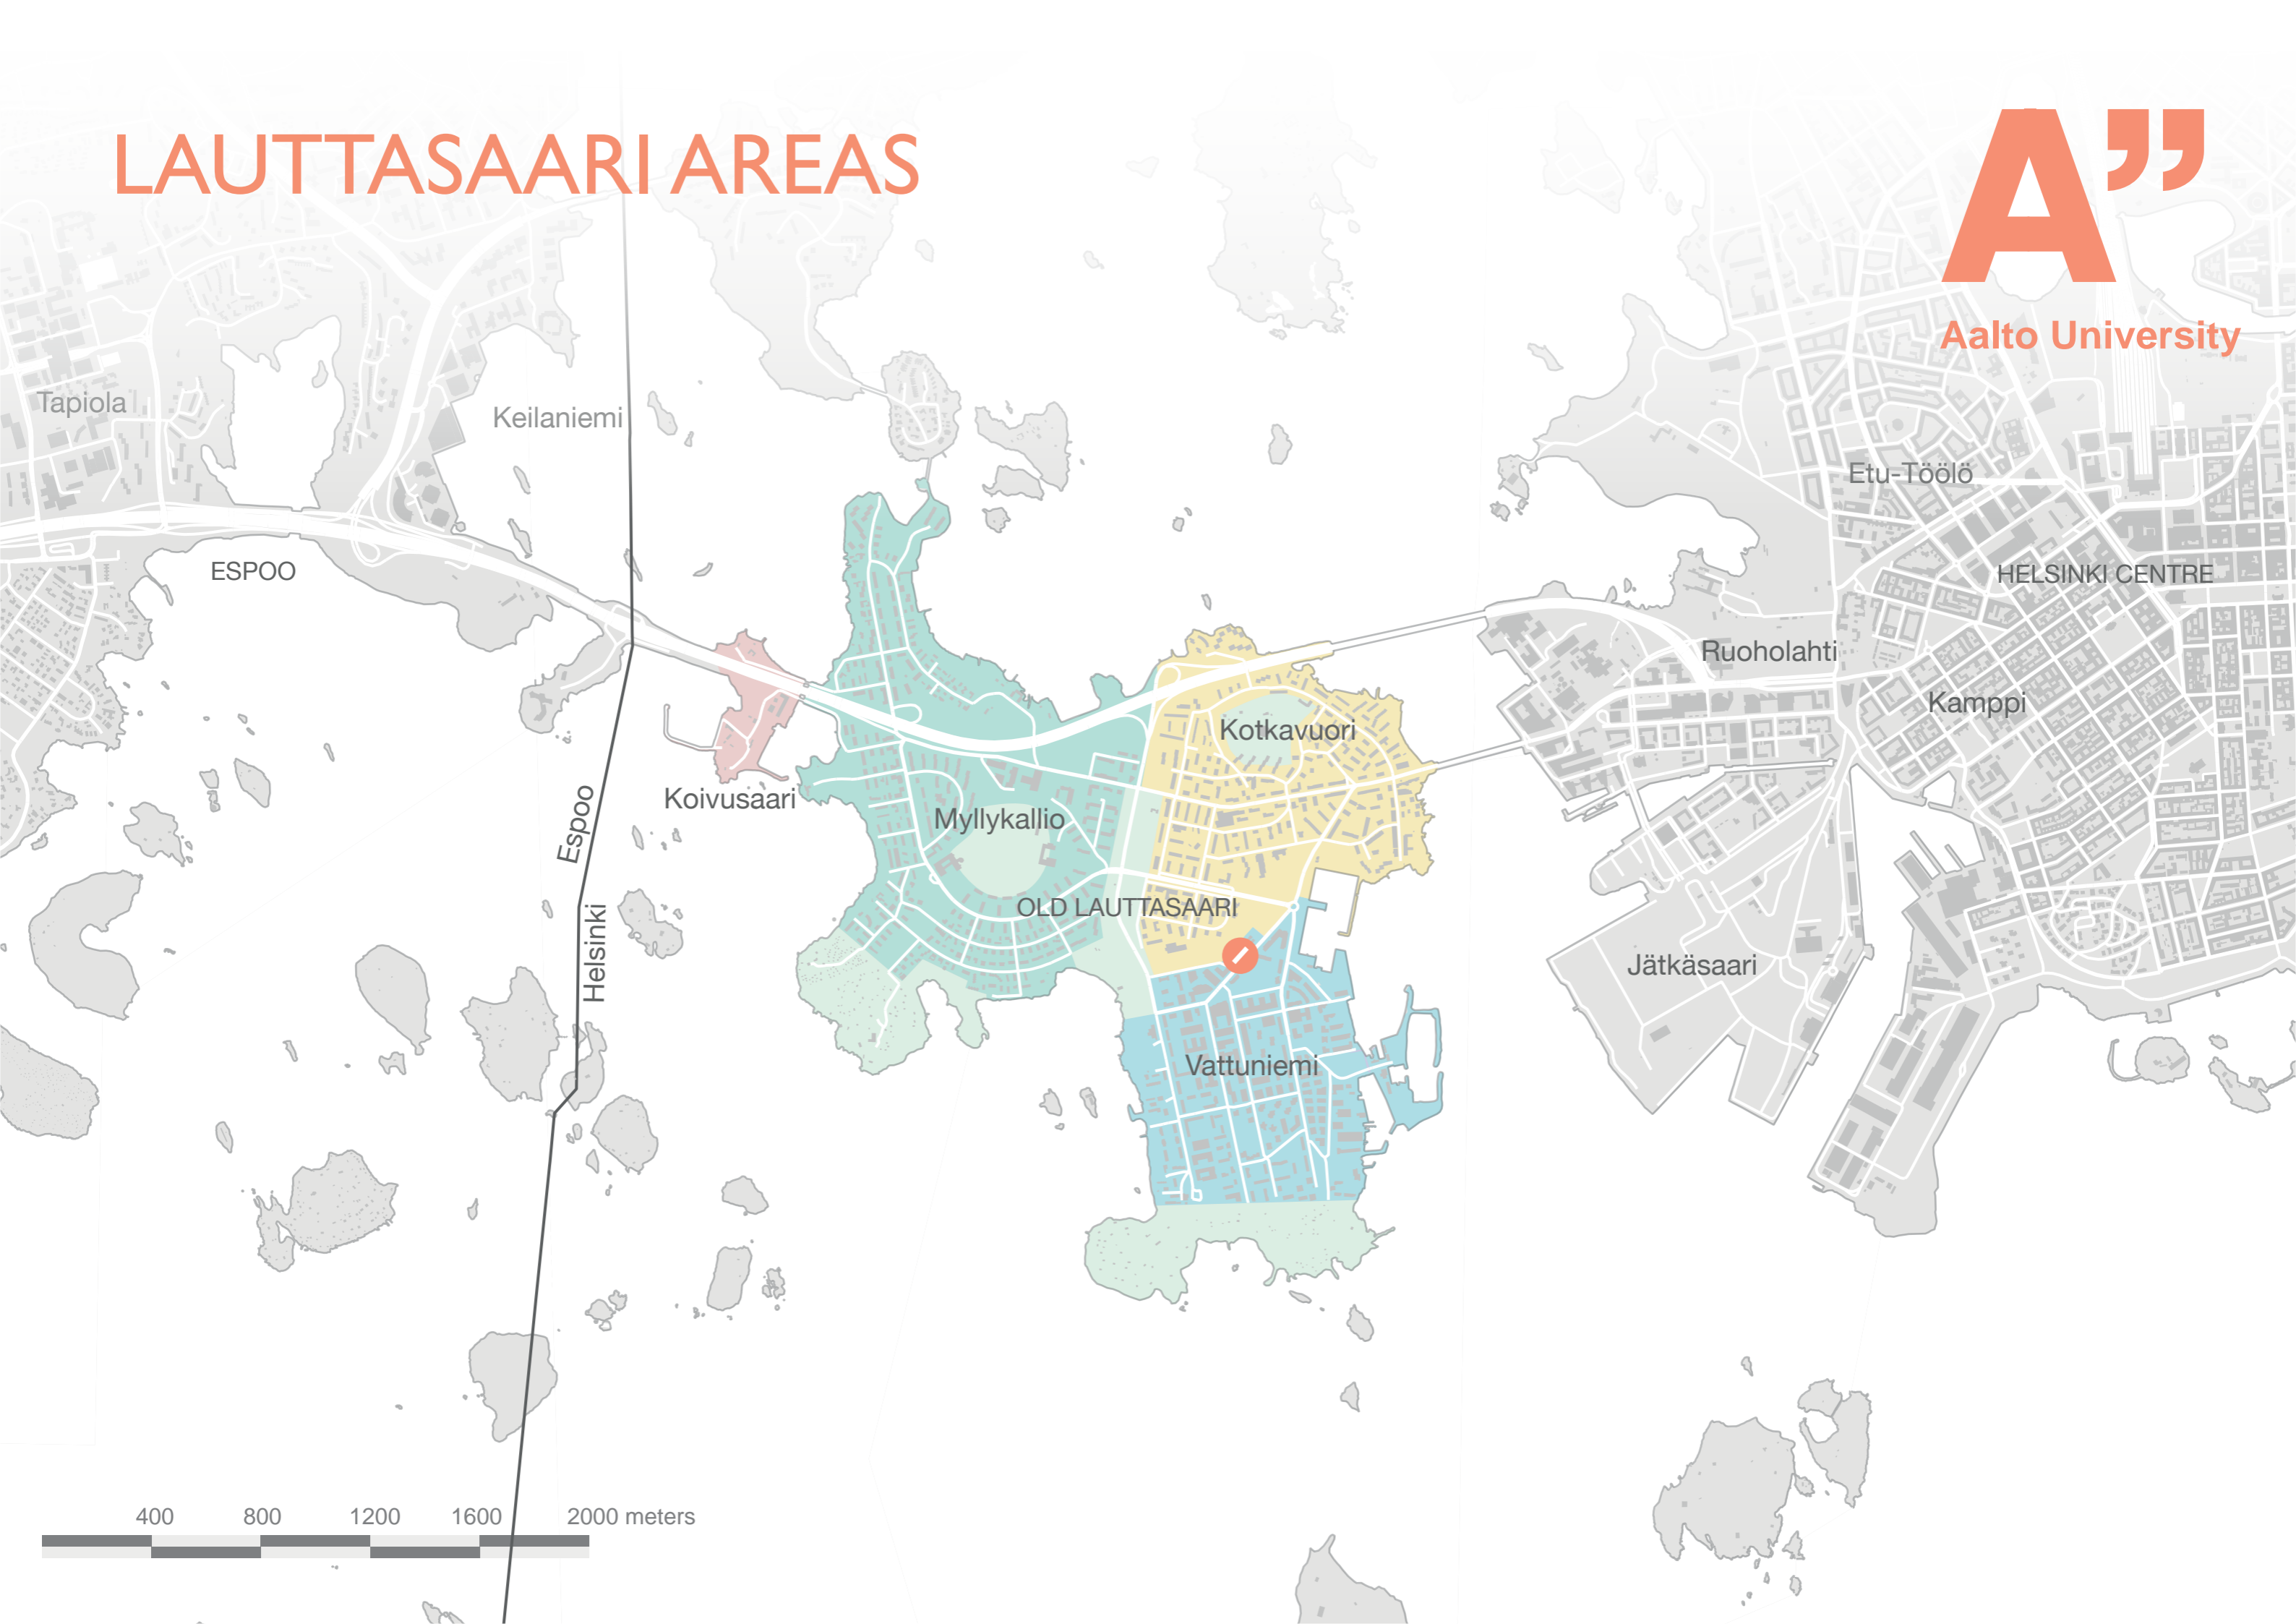 LAUTTASAARI AREAS
A”
Aalto University
Tapiola
Keilaniemi
Etu-Töölö
ESPOO
HELSINKI CENTRE
Ruoholahti
Kamppi
Kotkavuori
Koivusaari
Myllykallio
Espoo
Helsinki
OLD LAUTTASAARI
Jätkäsaari
Vattuniemi
400 800 1200 1600 2000 meters